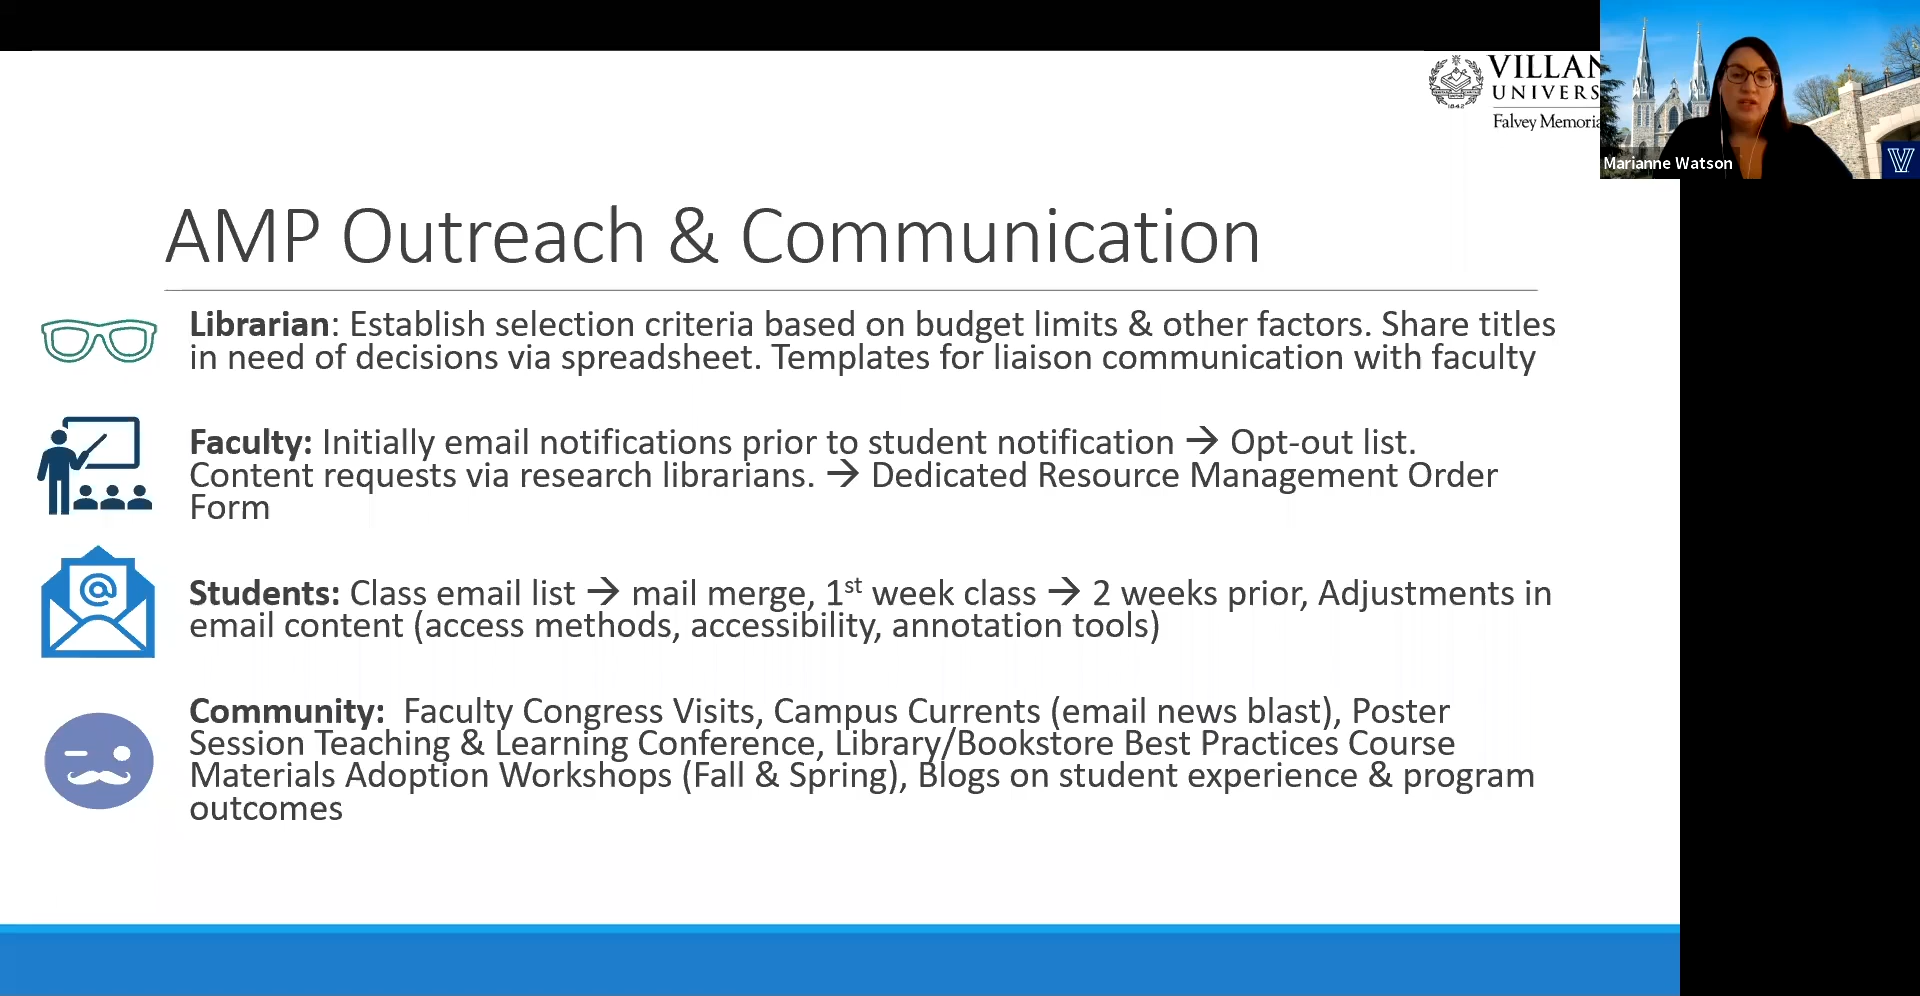 VILLAN
UNIVERS
Falvey Memoria
Marianne Watson
AMP Outreach & Communication
Librarian: Establish selection criteria based on budget limits & other factors. Share titles
in need of decisions via spreadsheet. Templates for liaison communication with faculty
Faculty: Initially email notifications prior to student notification → Opt-out list.
Content requests via research librarians. → Dedicated Resource Management Order
Form
Students: Class email list → mail merge, 1st week class → 2 weeks prior, Adjustments in
email content (access methods, accessibility, annotation tools)
Community: Faculty Congress Visits, Campus Currents (email news blast), Poster
Session Teaching & Learning Conference, Library/Bookstore Best Practices Course
Materials Adoption Workshops (Fall & Spring), Blogs on student experience & program
outcomes